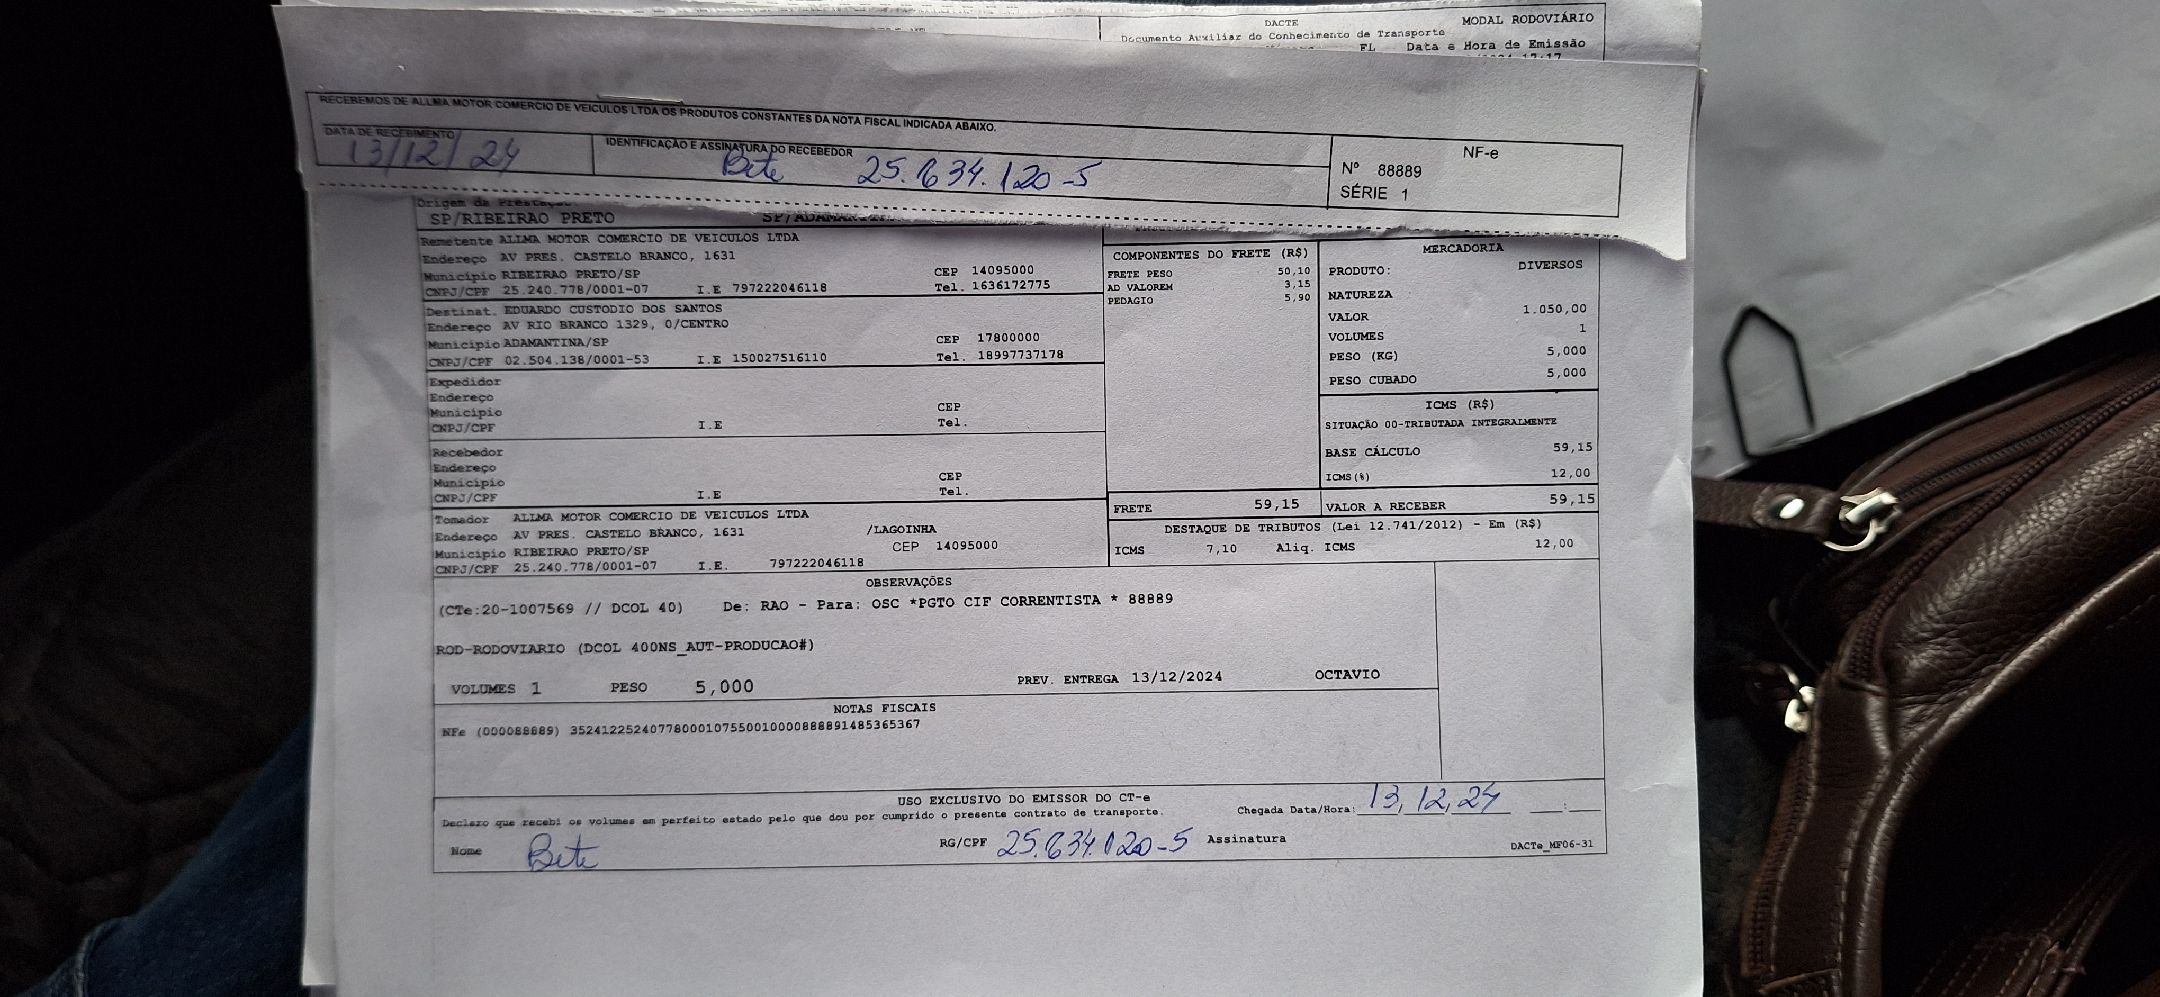 DACTE
MODAL RODOVIÁRIO
Documento Auxiliar do Conhecimento de Transporte
FL Data e Hora de Emissão
RECEBEMOS DE ALLMA MOTOR COMERCIO DE VEICULOS LTDA OS PRODUTOS CONSTANTES DA NOTA FISCAL INDICADA ABAIXO.
DATA DE RECEBIMENTO
13/12/24
IDENTIFICAÇÃO E ASSINATURA DO RECEBEDOR
Bete 25.634.120-5
NF-e
Nº 88889
SÉRIE 1
Origem da Prestação
SP/RIBEIRAO PRETO SP/ADAMANTINA
Remetente ALLMA MOTOR COMERCIO DE VEICULOS LTDA
Endereço AV PRES. CASTELO BRANCO, 1631
Município RIBEIRAO PRETO/SP CEP 14095000
CNPJ/CPF 25.240.778/0001-07 I.E 797222046118 Tel. 1636172775
Destinat. EDUARDO CUSTODIO DOS SANTOS
Endereço AV RIO BRANCO 1329, 0/CENTRO
Município ADAMANTINA/SP CEP 17800000
CNPJ/CPF 02.504.138/0001-53 I.E 150027516110 Tel. 18997737178
Expedidor
Endereço
Município CEP
CNPJ/CPF I.E Tel.
Recebedor
Endereço
Município CEP
CNPJ/CPF I.E Tel.
Tomador ALLMA MOTOR COMERCIO DE VEICULOS LTDA
Endereço AV PRES. CASTELO BRANCO, 1631 /LAGOINHA
Município RIBEIRAO PRETO/SP CEP 14095000
CNPJ/CPF 25.240.778/0001-07 I.E. 797222046118
COMPONENTES DO FRETE (R$)
FRETE PESO 50,10
AD VALOREM 3,15
PEDAGIO 5,90
MERCADORIA
PRODUTO: DIVERSOS
NATUREZA
VALOR 1.050,00
VOLUMES 1
PESO (KG) 5,000
PESO CUBADO 5,000
ICMS (R$)
SITUAÇÃO 00-TRIBUTADA INTEGRALMENTE
BASE CÁLCULO 59,15
ICMS(%) 12,00
FRETE 59,15 VALOR A RECEBER 59,15
DESTAQUE DE TRIBUTOS (Lei 12.741/2012) - Em (R$)
ICMS 7,10 Aliq. ICMS 12,00
OBSERVAÇÕES
(CTe:20-1007569 // DCOL 40) De: RAO - Para: OSC *PGTO CIF CORRENTISTA * 88889
ROD-RODOVIARIO (DCOL 400NS_AUT-PRODUCAO#)
VOLUMES 1 PESO 5,000 PREV. ENTREGA 13/12/2024 OCTAVIO
NOTAS FISCAIS
NFe (000088889) 35241225240778000107550010000888891485365367
USO EXCLUSIVO DO EMISSOR DO CT-e
Declaro que recebi os volumes em perfeito estado pelo que dou por cumprido o presente contrato de transporte.
Chegada Data/Hora: 13/12/24 :
Nome Bete RG/CPF 25.634.120-5 Assinatura
DACTe_MF06-31